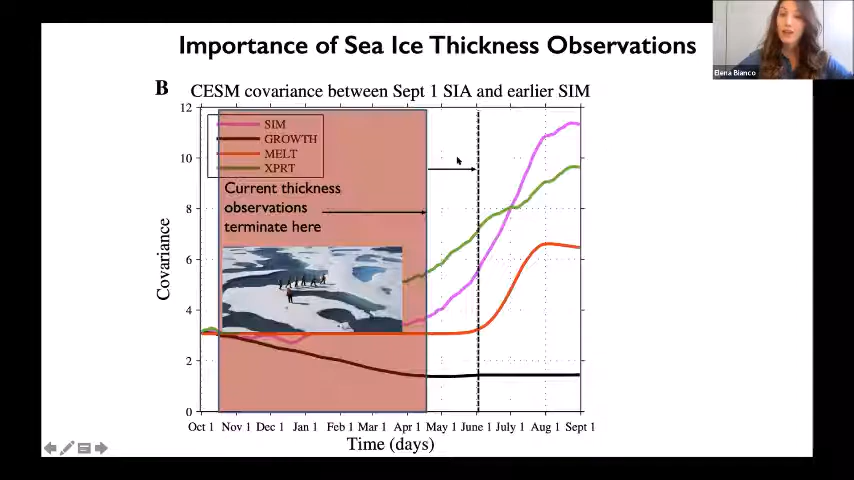 Importance of Sea Ice Thickness Observations
Elena Bianco
B CESM covariance between Sept 1 SIA and earlier SIM
12
10
8
6
4
2
0
Covariance
SIM
GROWTH
MELT
XPRT
Current thickness
observations
terminate here
Oct 1 Nov 1 Dec 1 Jan 1 Feb 1 Mar 1 Apr 1 May 1 June 1 July 1 Aug 1 Sept 1
Time (days)